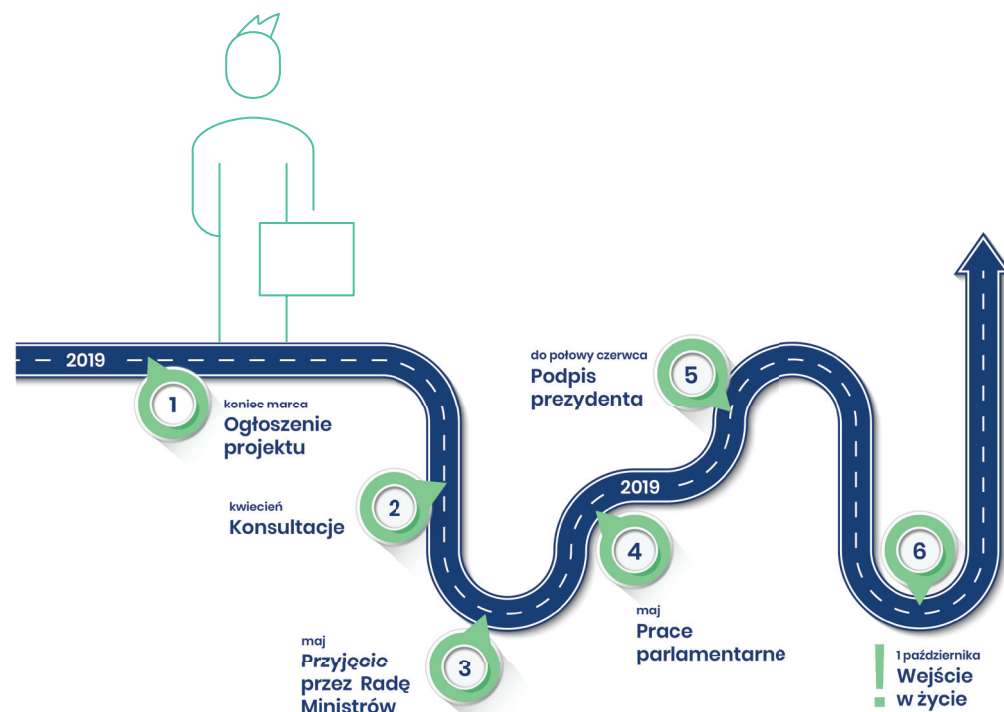 2019
1
koniec marca
Ogłoszenie
projektu
2
kwiecień
Konsultacje
3
maj
Przyjęcie
przez Radę
Ministrów
4
maj
Prace
parlamentarne
2019
5
do połowy czerwca
Podpis
prezydenta
6
1 października
Wejście
w życie